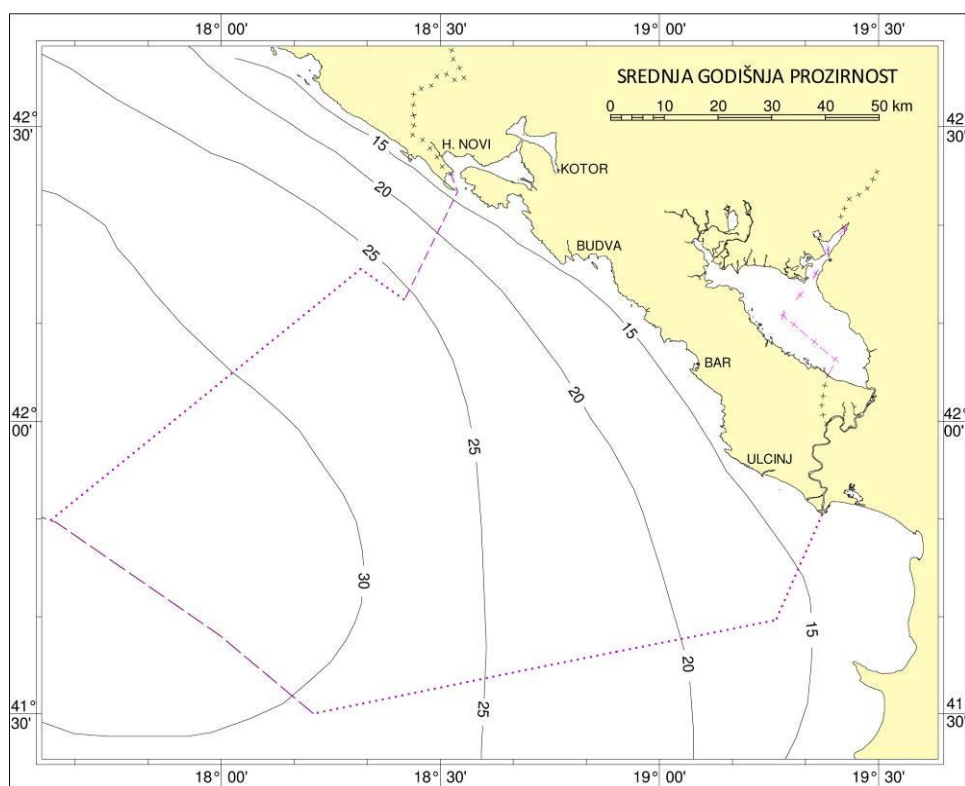 18° 00' 18° 30' 19° 00' 19° 30'
SREDNJA GODIŠNJA PROZIRNOST
0 10 20 30 40 50 km
42° 30' 42° 30'
H. NOVI
15
KOTOR
20
25
BUDVA
15
BAR
20
42° 00' 42° 00'
25
ULCINJ
30
15
20
41° 30' 25 41° 30'
18° 00' 18° 30' 19° 00' 19° 30'